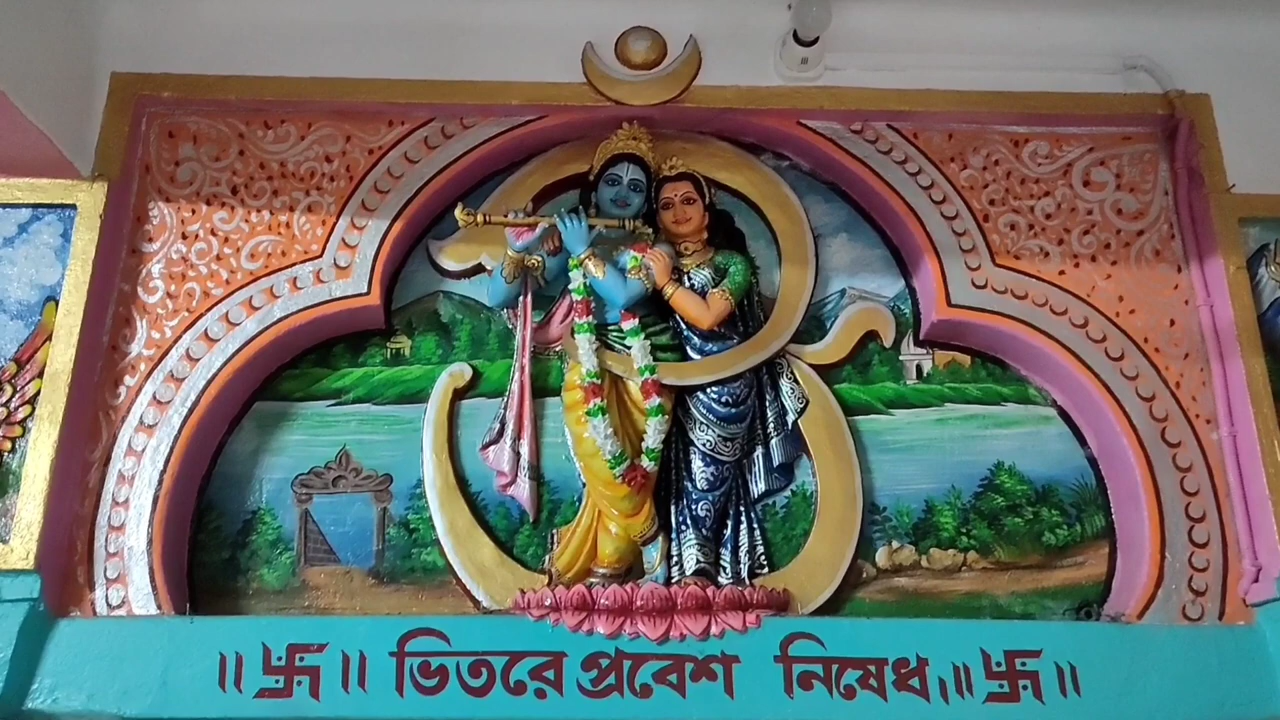 ॥ 卐 ॥ ভিতরে প্রবেশ নিষেধ,॥ 卐 ॥